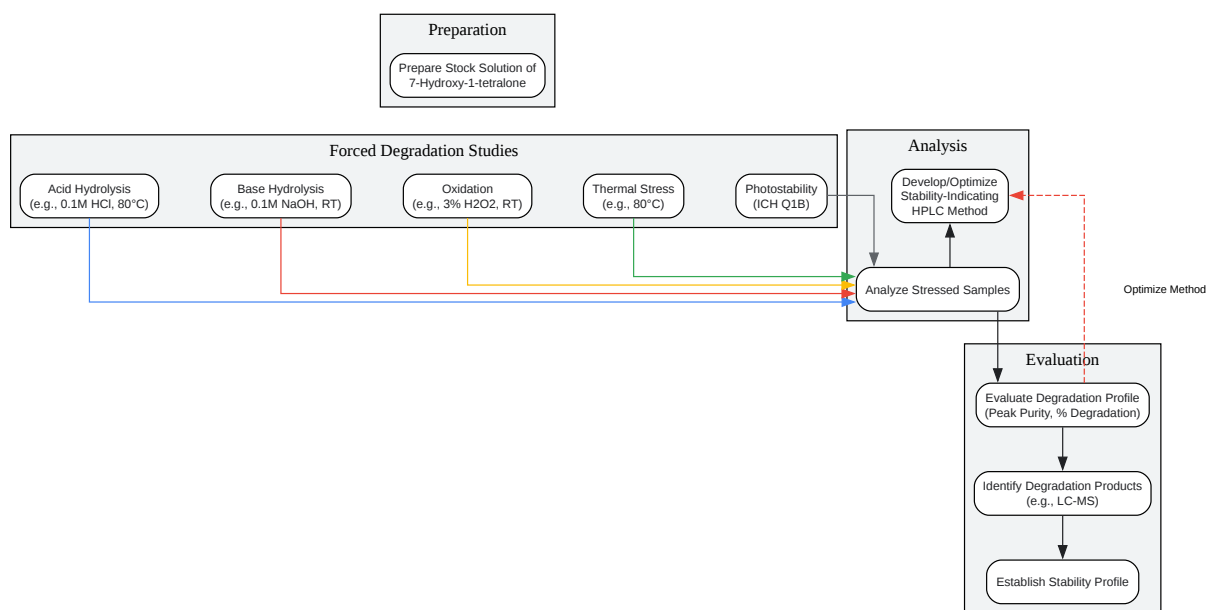 Preparation
Prepare Stock Solution of
7-Hydroxy-1-tetralone
Forced Degradation Studies
Acid Hydrolysis
(e.g., 0.1M HCl, 80°C)
Base Hydrolysis
(e.g., 0.1M NaOH, RT)
Oxidation
(e.g., 3% H2O2, RT)
Thermal Stress
(e.g., 80°C)
Photostability
(ICH Q1B)
Analysis
Develop/Optimize
Stability-Indicating
HPLC Method
Analyze Stressed Samples
Optimize Method
Evaluation
Evaluate Degradation Profile
(Peak Purity, % Degradation)
Identify Degradation Products
(e.g., LC-MS)
Establish Stability Profile